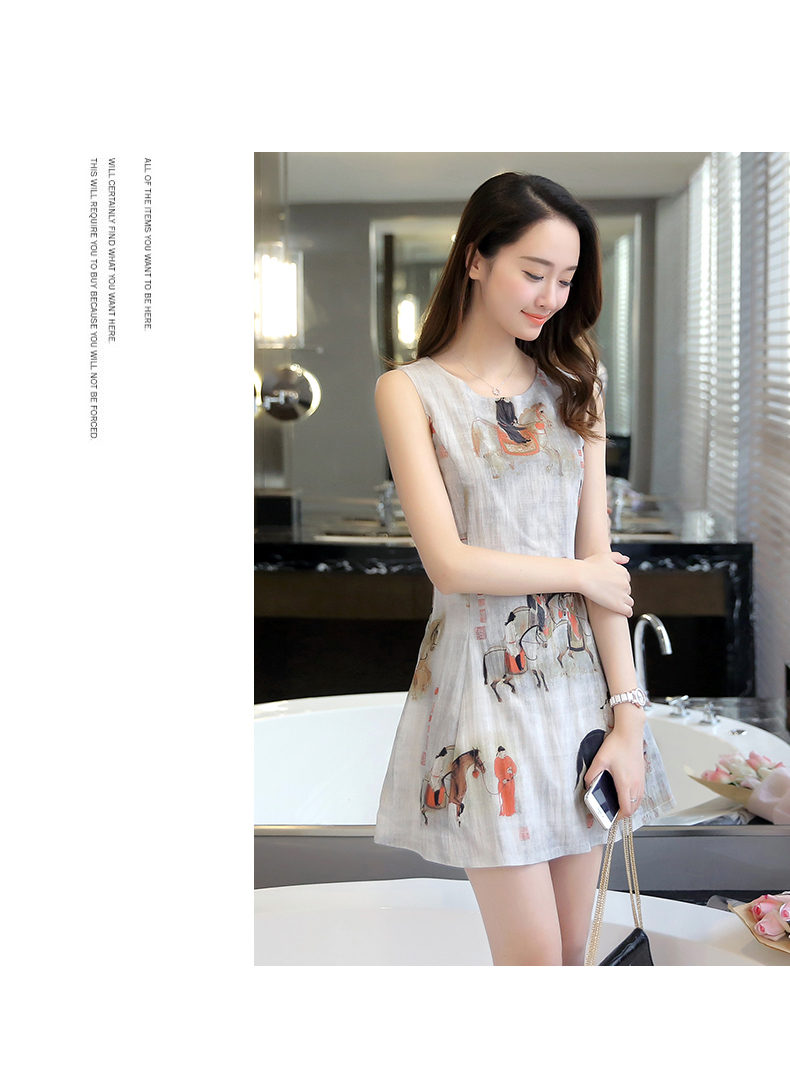 ALL OF THE ITEMS YOU WANT TO BE HERE.
WILL CERTAINLY FIND WHAT YOU WANT HERE
THIS WILL REQUIRE YOU TO BUY BECAUSE YOU WILL NOT BE FORCED.